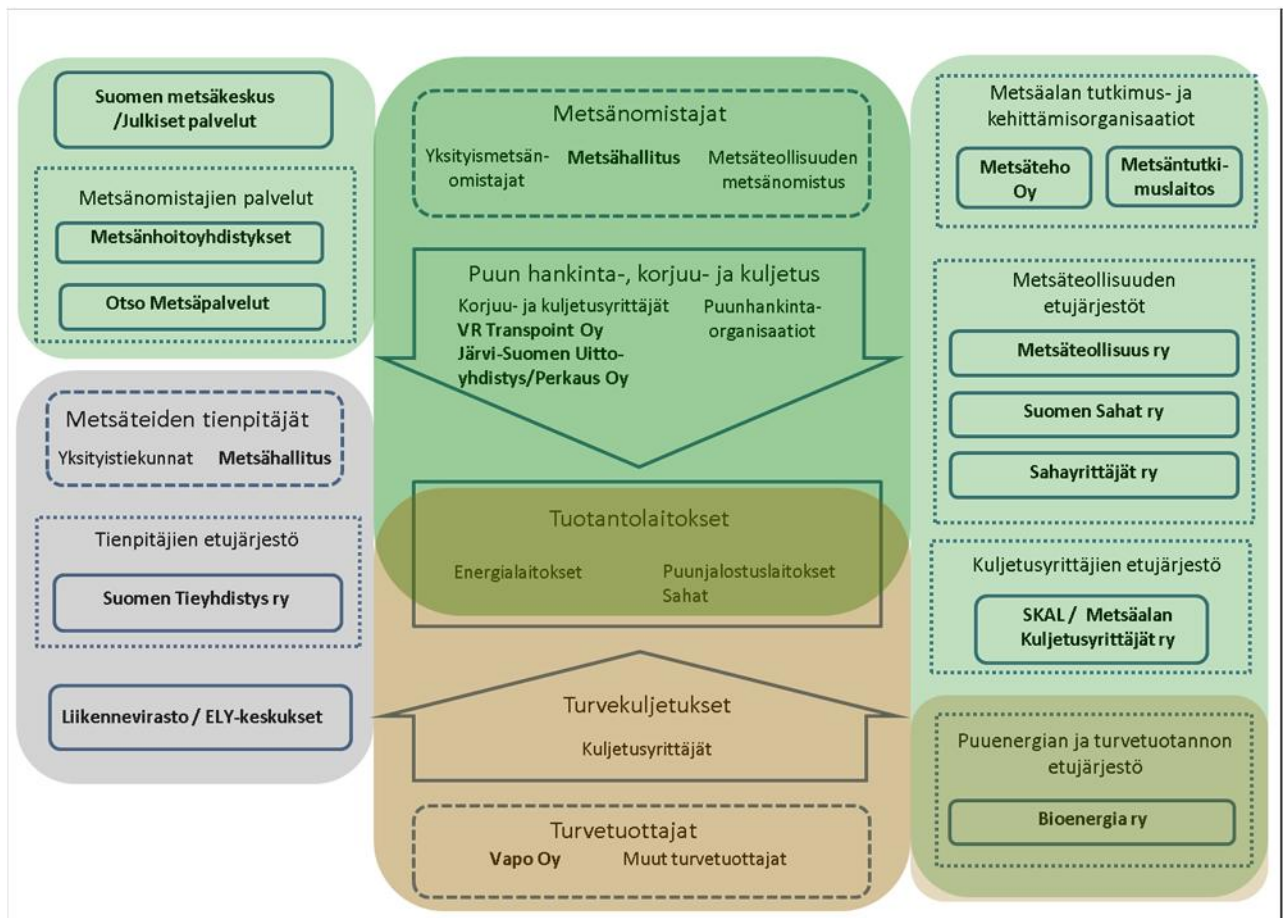 Suomen metsäkeskus
/Julkiset palvelut
Metsänomistajien palvelut
Metsänhoitoyhdistykset
Otso Metsäpalvelut
Metsäteiden tienpitäjät
Yksityistiekunnat Metsähallitus
Tienpitäjien etujärjestö
Suomen Tieyhdistys ry
Liikennevirasto / ELY-keskukset
Metsänomistajat
Yksityismetsän-
omistajat
Metsähallitus
Metsäteollisuuden
metsänomistus
Puun hankinta-, korjuu- ja kuljetus
Korjuu- ja kuljetusyrittäjät
VR Transpoint Oy
Järvi-Suomen Uitto-
yhdistys/Perkaus Oy
Puunhankinta-
organisaatiot
Tuotantolaitokset
Energialaitokset
Puunjalostuslaitokset
Sahat
Turvekuljetukset
Kuljetusyrittäjät
Turvetuottajat
Vapo Oy Muut turvetuottajat
Metsäalan tutkimus- ja
kehittämisorganisaatiot
Metsäteho
Oy
Metsäntutki-
muslaitos
Metsäteollisuuden
etujärjestöt
Metsäteollisuus ry
Suomen Sahat ry
Sahayrittäjät ry
Kuljetusyrittäjien etujärjestö
SKAL / Metsäalan
Kuljetusyrittäjät ry
Puuenergian ja turvetuotannon
etujärjestö
Bioenergia ry